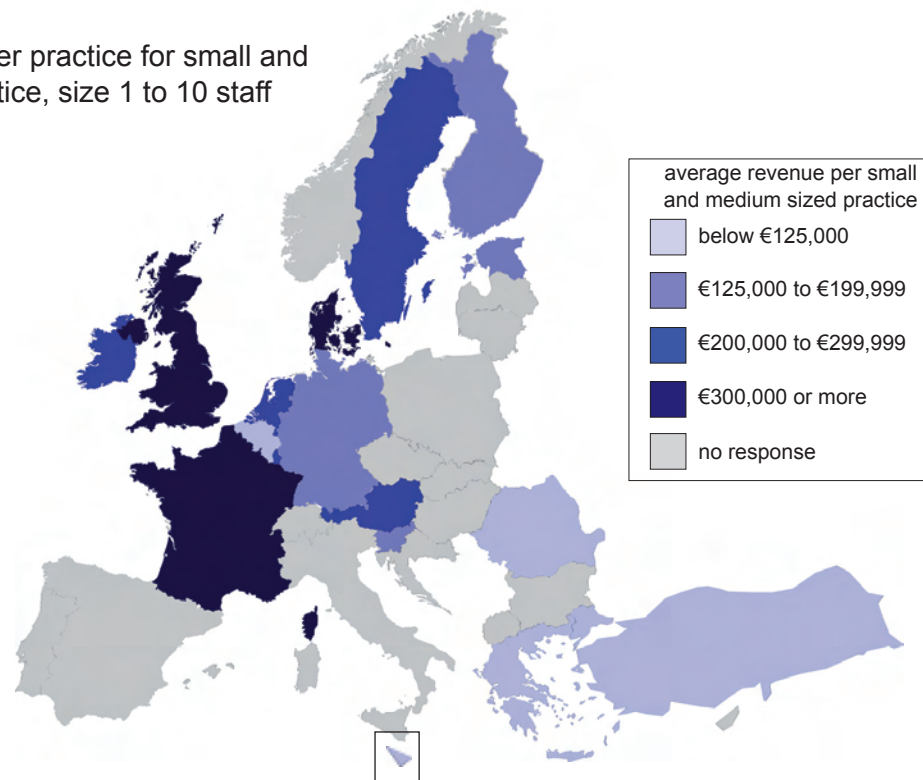 er practice for small and
tice, size 1 to 10 staff
average revenue per small
and medium sized practice
below €125,000
€125,000 to €199,999
€200,000 to €299,999
€300,000 or more
no response